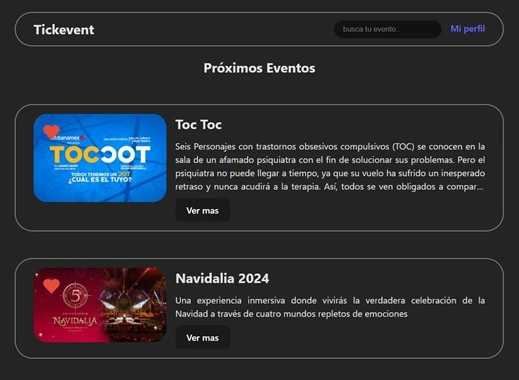 Tickevent
busca tu evento..
Mi perfil
Próximos Eventos
TOC TOC
TODOS TENEMOS UN TOC
¿CUÁL ES EL TUYO?
Toc Toc
Seis Personajes con trastornos obsesivos compulsivos (TOC) se conocen en la
sala de un afamado psiquiatra con el fin de solucionar sus problemas. Pero el
psiquiatra no puede llegar a tiempo, ya que su vuelo ha sufrido un inesperado
retraso y nunca acudirá a la terapia. Así, todos se ven obligados a compar...
Ver mas
5
ANIVERSARIO
NAVIDALIA
Navidalia 2024
Una experiencia inmersiva donde vivirás la verdadera celebración de la
Navidad a través de cuatro mundos repletos de emociones
Ver mas